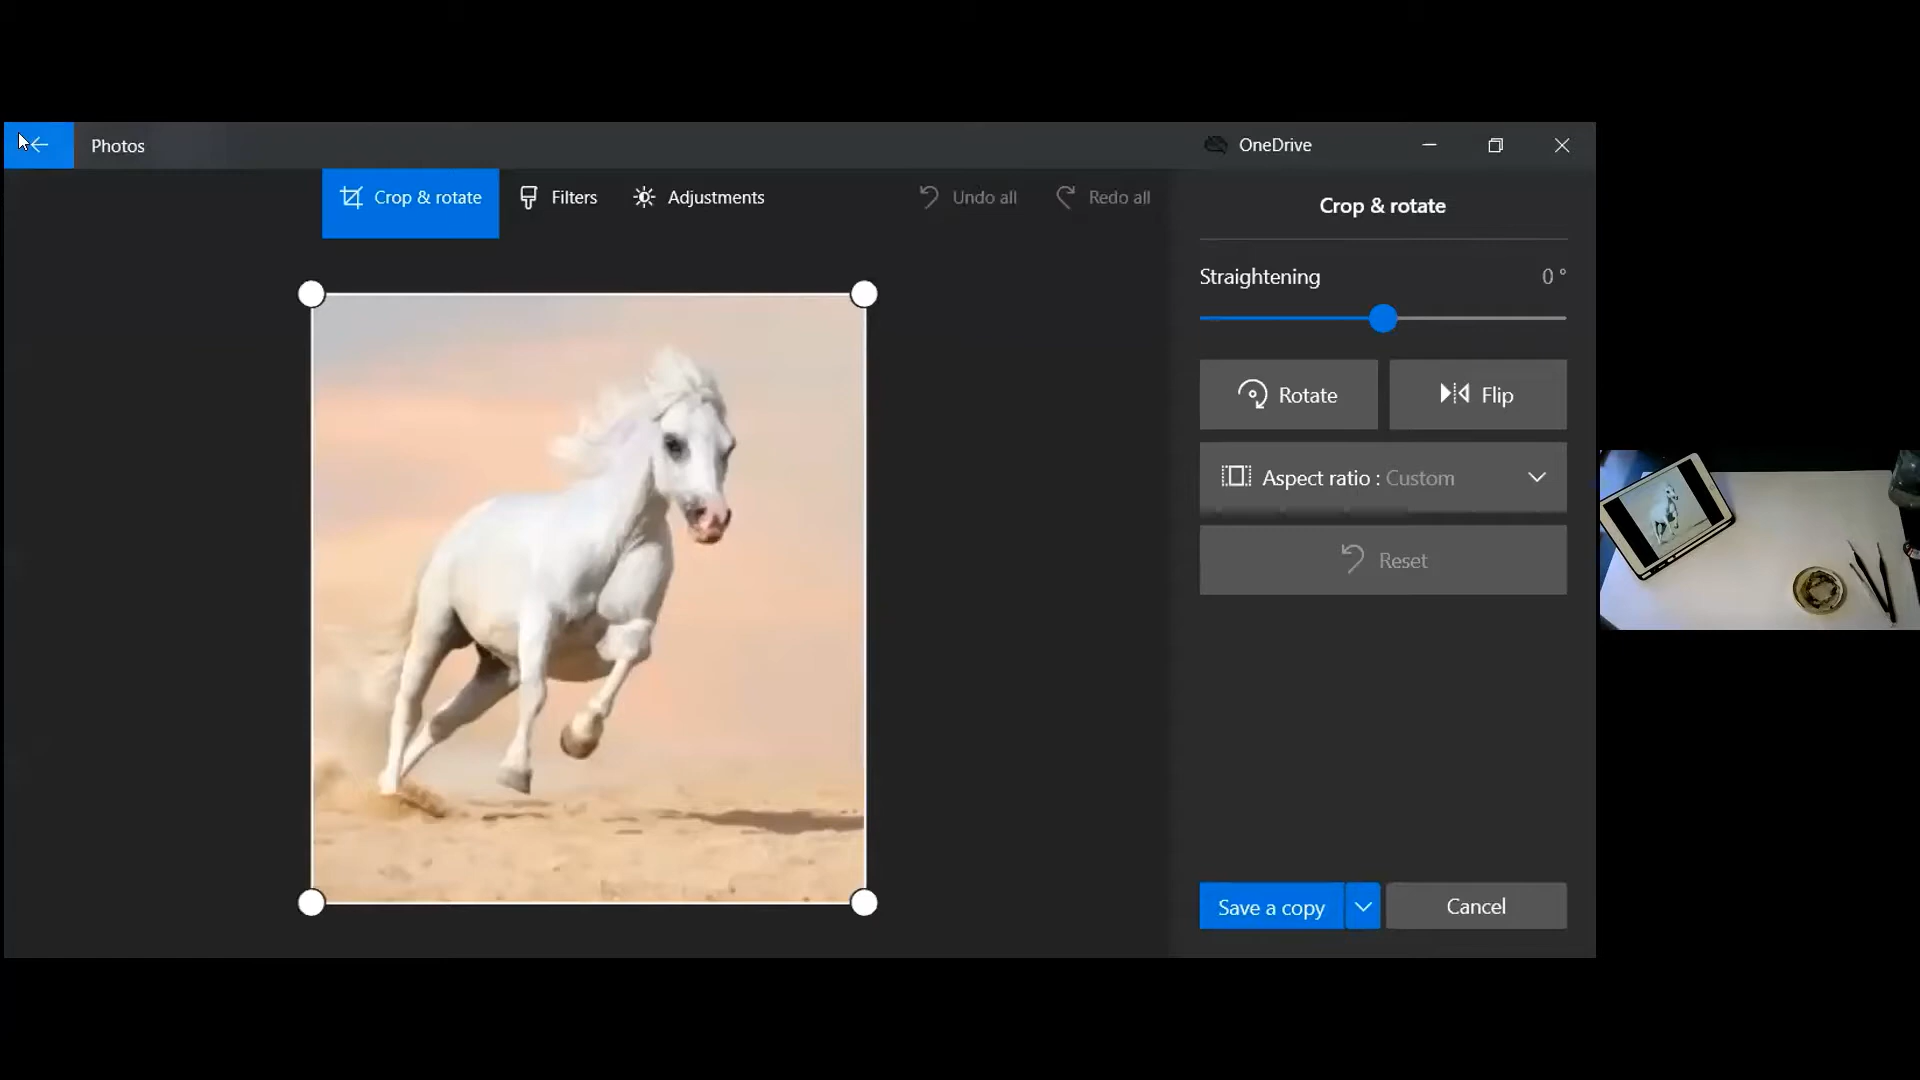 Photos
OneDrive
Crop & rotate
Filters
Adjustments
Undo all
Redo all
Crop & rotate
Straightening
0 °
Rotate
Flip
Aspect ratio : Custom
Reset
Save a copy
Cancel